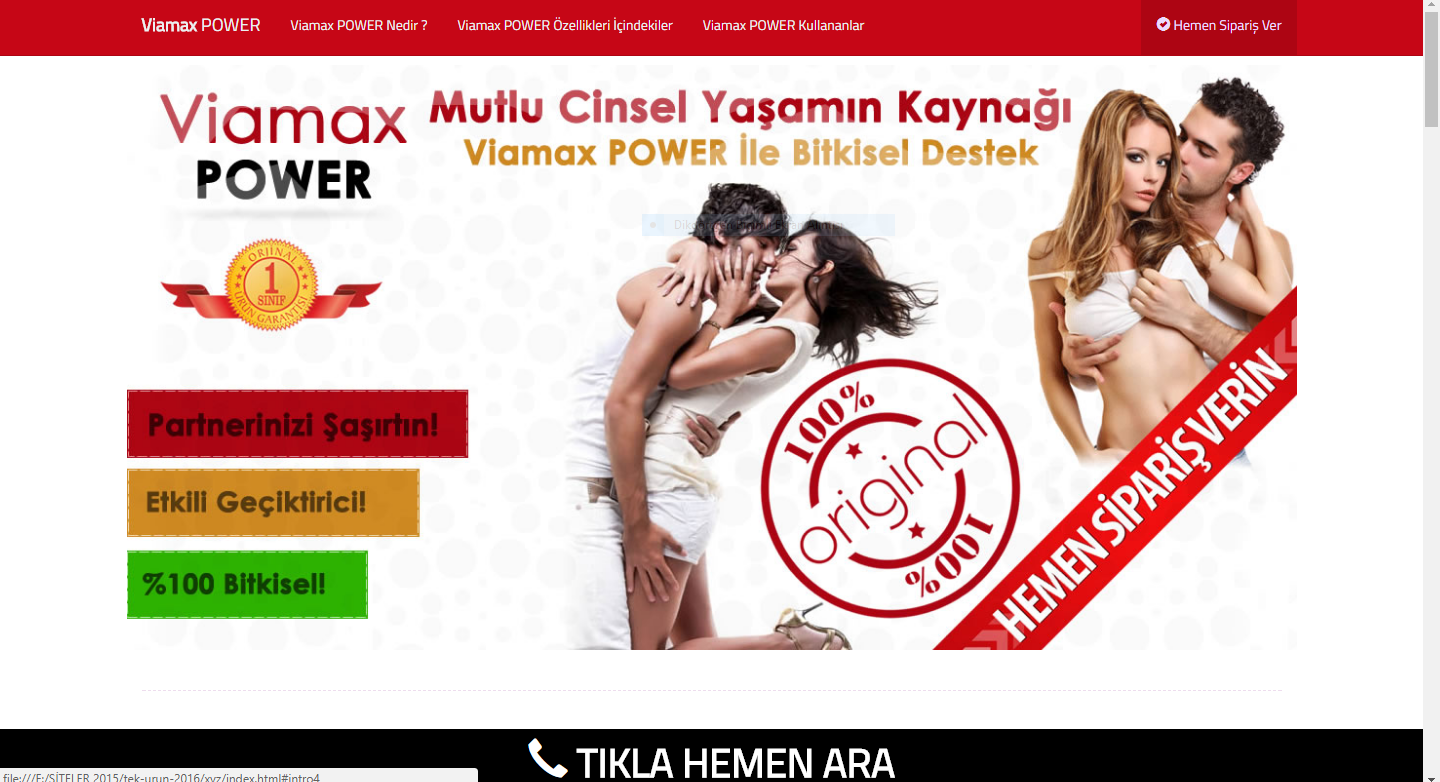 Viamax POWER
Viamax POWER Nedir ?
Viamax POWER Özellikleri İçindekiler
Viamax POWER Kullananlar
Hemen Sipariş Ver
Viamax
POWER
Mutlu Cinsel Yaşamın Kaynağı
Viamax POWER İle Bitkisel Destek
ORJİNAL
1
SINIF
ÜRÜN GARANTİSİ
Partnerinizi Şaşırtın!
Etkili Geçiktirici!
%100 Bitkisel!
100%
original
100%
HEMEN SİPARİŞ VERİN
TIKLA HEMEN ARA
file:///F:/SİTELER 2015/tek-urun-2016/xyz/index.html#intro4